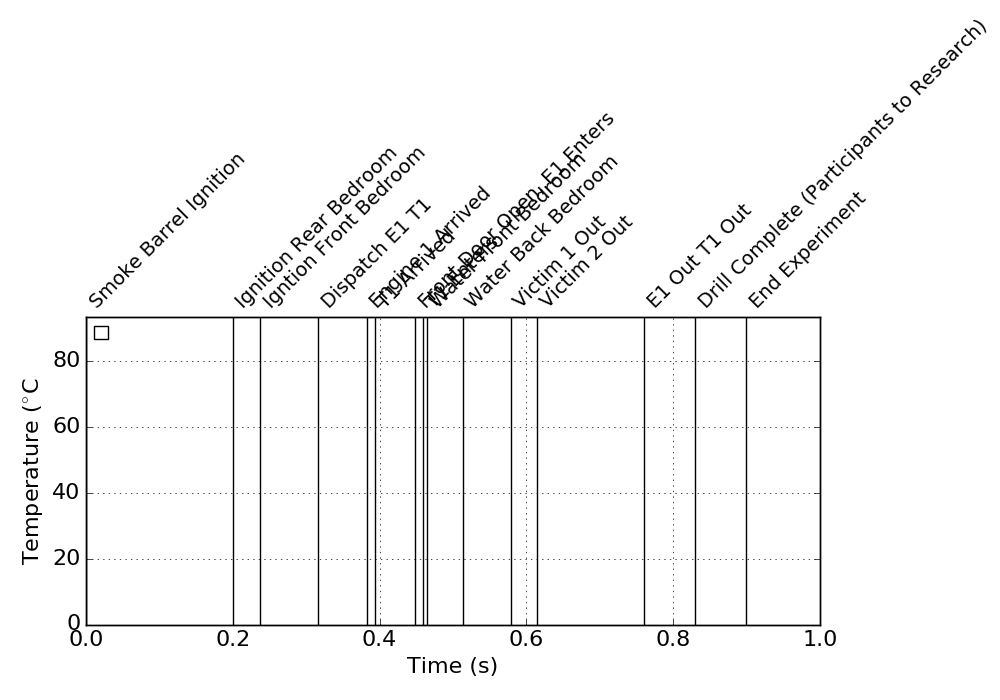 Smoke Barrel Ignition
Ignition Rear Bedroom
Igntion Front Bedroom
Dispatch E1 T1
Engine 1 Arrived
T1 Arrived
Front Door Open, E1 Enters
Water Front Bedroom
Water Back Bedroom
Victim 1 Out
Victim 2 Out
E1 Out T1 Out
Drill Complete (Participants to Research)
End Experiment
Temperature (°C
80
60
40
20
0
0.0 0.2 0.4 0.6 0.8 1.0
Time (s)